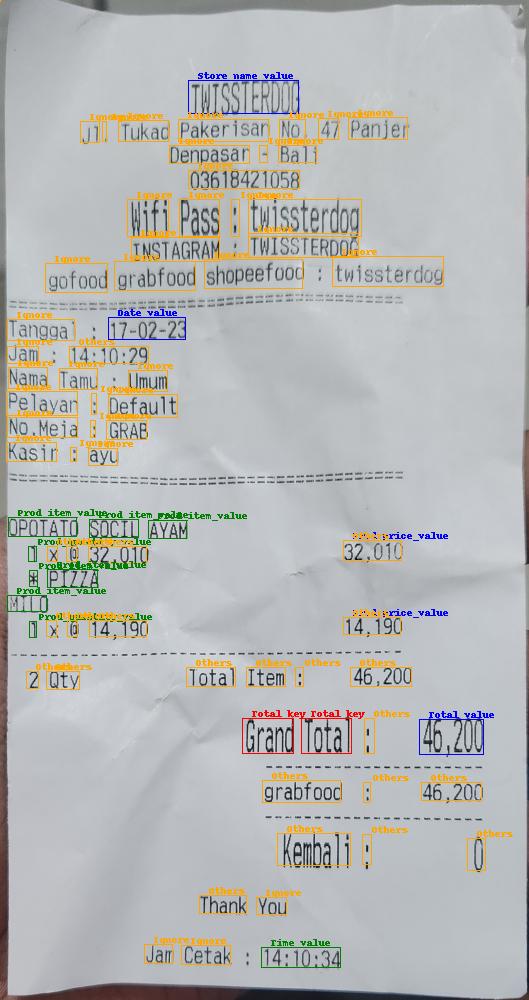 TWISSTERDOG
Jl. Tukad Pakerisan No. 47 Panjer
Denpasar - Bali
03618421058
Wifi Pass : twissterdog
INSTAGRAM : TWISSTERDOG
gofood grabfood shopeefood : twissterdog
Tanggal : 17-02-23
Jam : 14:10:29
Nama Tamu : Umum
Pelayan : Default
No.Meja : GRAB
Kasir : ayu
OPOTATO SOCIL AYAM
1 x @ 32,010 32,010
* PIZZA
MILO
1 x @ 14,190 14,190
2 Qty Total Item : 46,200
Grand Total : 46,200
grabfood : 46,200
Kembali : 0
Thank You
Jam Cetak : 14:10:34